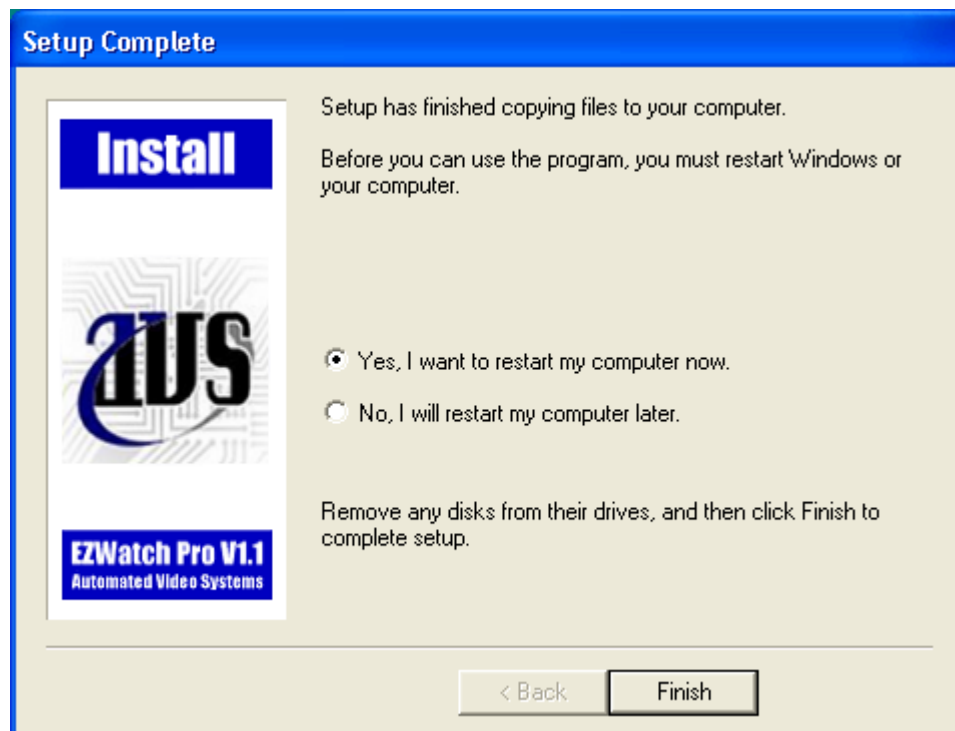 Setup Complete
Install
AVS
EZWatch Pro V1.1
Automated Video Systems
Setup has finished copying files to your computer.
Before you can use the program, you must restart Windows or
your computer.
Yes, I want to restart my computer now.
No, I will restart my computer later.
Remove any disks from their drives, and then click Finish to
complete setup.
< Back
Finish